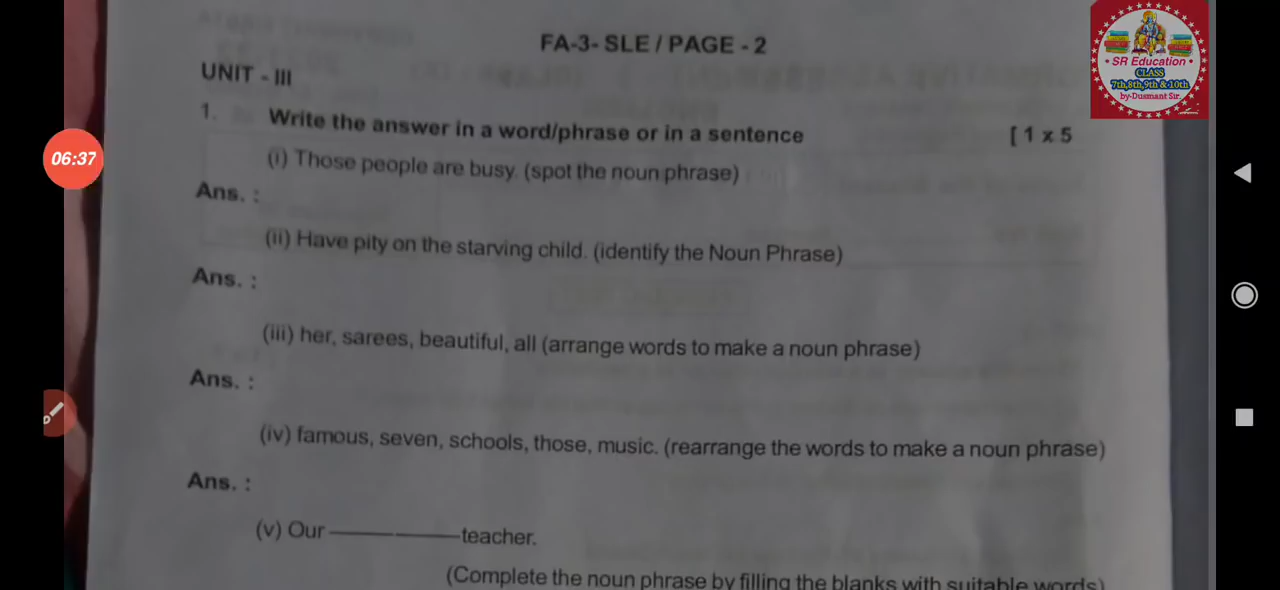 FA-3- SLE / PAGE - 2
• SR Education •
CLASS
7th,8th,9th & 10th
by-Dusmant Sir.
UNIT - III
1. Write the answer in a word/phrase or in a sentence [ 1 x 5
06:37
(i) Those people are busy. (spot the noun phrase)
Ans. :
(ii) Have pity on the starving child. (identify the Noun Phrase)
Ans. :
(iii) her, sarees, beautiful, all (arrange words to make a noun phrase)
Ans. :
(iv) famous, seven, schools, those, music. (rearrange the words to make a noun phrase)
Ans. :
(v) Our ——— ———teacher.
(Complete the noun phrase by filling the blanks with suitable words)